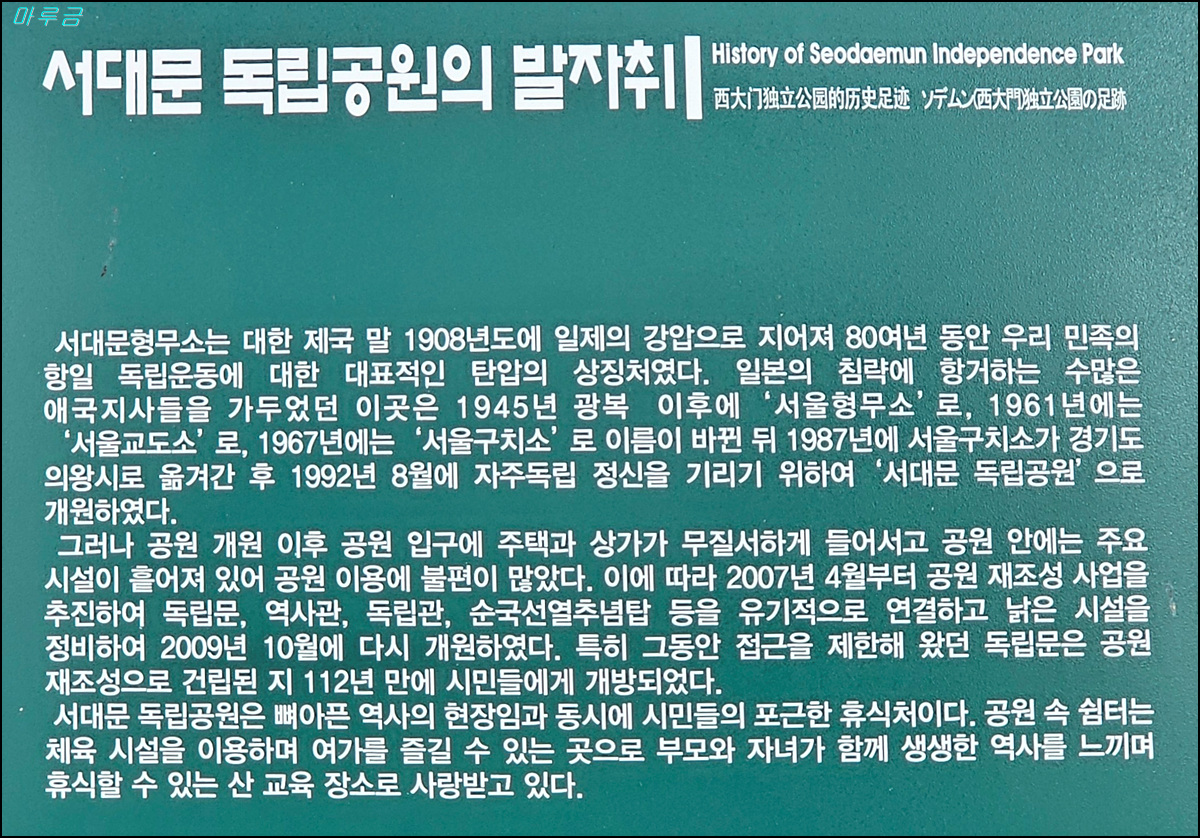 마루금
서대문 독립공원의 발자취
History of Seodaemun Independence Park
西大门独立公园的历史足迹 ソデムン(西大門)独立公園の足跡
서대문형무소는 대한 제국 말 1908년도에 일제의 강압으로 지어져 80여년 동안 우리 민족의
항일 독립운동에 대한 대표적인 탄압의 상징처였다. 일본의 침략에 항거하는 수많은
애국지사들을 가두었던 이곳은 1945년 광복 이후에 ‘서울형무소’로, 1961년에는
‘서울교도소’로, 1967년에는 ‘서울구치소’로 이름이 바뀐 뒤 1987년에 서울구치소가 경기도
의왕시로 옮겨간 후 1992년 8월에 자주독립 정신을 기리기 위하여 ‘서대문 독립공원’으로
개원하였다.
그러나 공원 개원 이후 공원 입구에 주택과 상가가 무질서하게 들어서고 공원 안에는 주요
시설이 흩어져 있어 공원 이용에 불편이 많았다. 이에 따라 2007년 4월부터 공원 재조성 사업을
추진하여 독립문, 역사관, 독립관, 순국선열추념탑 등을 유기적으로 연결하고 낡은 시설을
정비하여 2009년 10월에 다시 개원하였다. 특히 그동안 접근을 제한해 왔던 독립문은 공원
재조성으로 건립된 지 112년 만에 시민들에게 개방되었다.
서대문 독립공원은 뼈아픈 역사의 현장임과 동시에 시민들의 포근한 휴식처이다. 공원 속 쉼터는
체육 시설을 이용하며 여가를 즐길 수 있는 곳으로 부모와 자녀가 함께 생생한 역사를 느끼며
휴식할 수 있는 산 교육 장소로 사랑받고 있다.